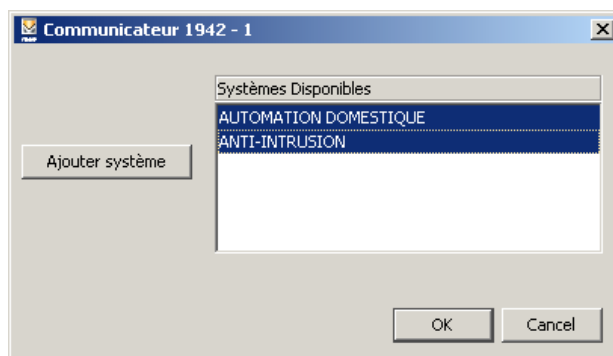 Communicateur 1942 - 1
Systèmes Disponibles
AUTOMATION DOMESTIQUE
ANTI-INTRUSION
Ajouter système
OK
Cancel